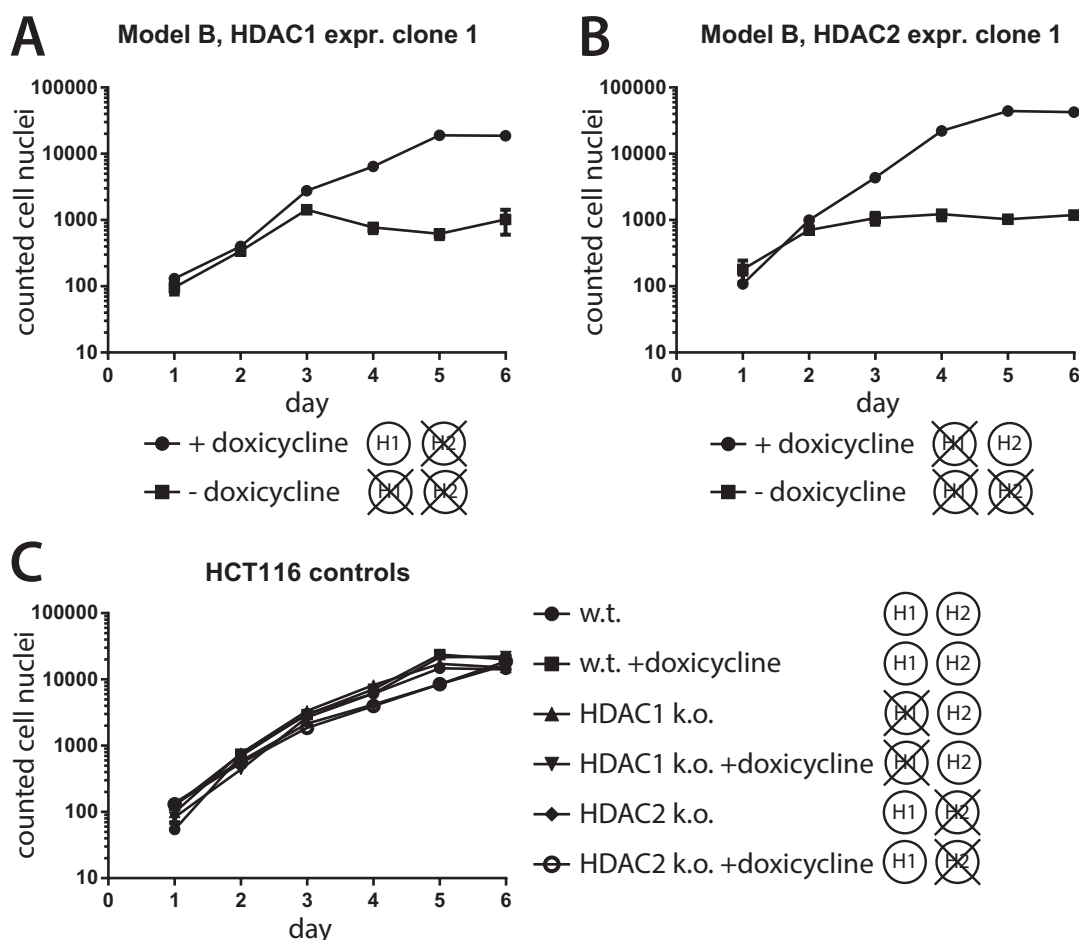 A
Model B, HDAC1 expr. clone 1
100000
10000
1000
100
10
counted cell nuclei
0 1 2 3 4 5 6
day
+ doxicycline H1 H2
- doxicycline H1 H2
B
Model B, HDAC2 expr. clone 1
100000
10000
1000
100
10
counted cell nuclei
0 1 2 3 4 5 6
day
+ doxicycline H1 H2
- doxicycline H1 H2
C
HCT116 controls
100000
10000
1000
100
10
counted cell nuclei
0 1 2 3 4 5 6
day
w.t. H1 H2
w.t. +doxicycline H1 H2
HDAC1 k.o. H1 H2
HDAC1 k.o. +doxicycline H1 H2
HDAC2 k.o. H1 H2
HDAC2 k.o. +doxicycline H1 H2